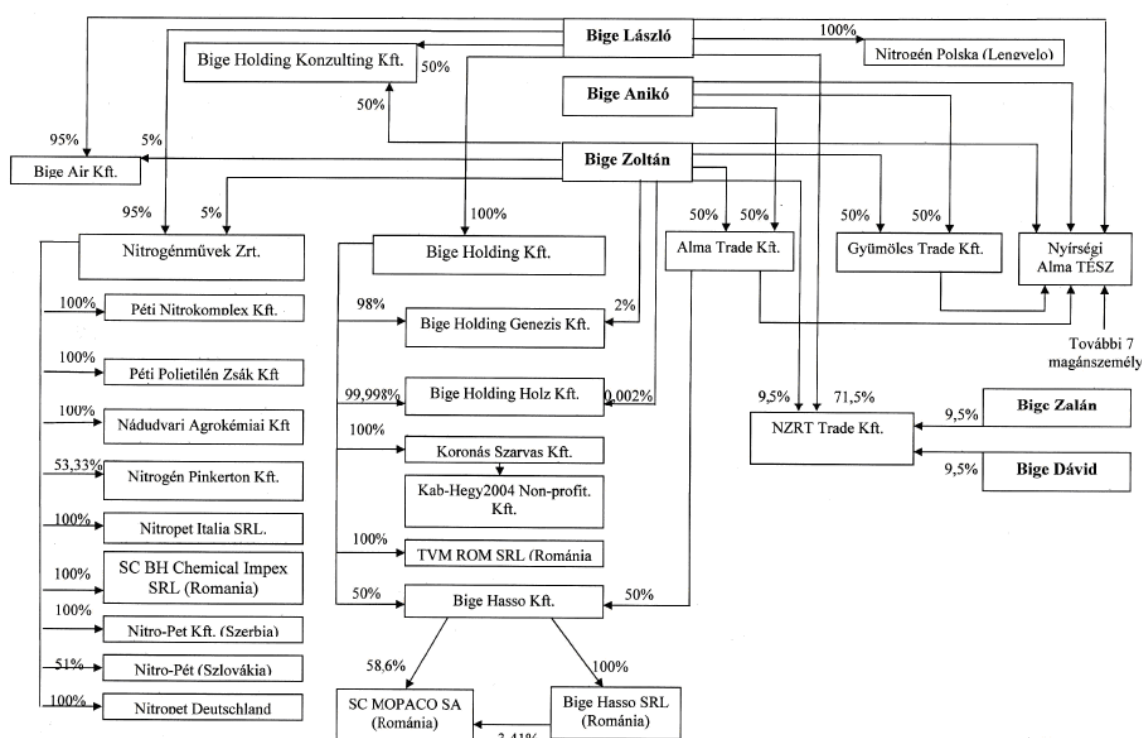 Bige László
100%
Nitrogén Polska (Lengyelo)
Bige Holding Konzulting Kft.
50%
Bige Anikó
50%
95%
5%
Bige Zoltán
Bige Air Kft.
95%
5%
100%
50%
50%
50%
50%
Nitrogénművek Zrt.
Bige Holding Kft.
Alma Trade Kft.
Gyümölcs Trade Kft.
Nyírségi
Alma TÉSZ
100%
Péti Nitrokomplex Kft.
98%
Bige Holding Genezis Kft.
2%
További 7
magánszemély
100%
Péti Polietilén Zsák Kft
99,998%
Bige Holding Holz Kft.
0,002%
9,5%
71,5%
NZRT Trade Kft.
9,5%
Bige Zalán
9,5%
Bige Dávid
100%
Nádudvari Agrokémiai Kft
100%
Koronás Szarvas Kft.
53,33%
Nitrogén Pinkerton Kft.
Kab-Hegy2004 Non-profit.
Kft.
100%
Nitropet Italia SRL.
100%
TVM ROM SRL (Románia
100%
SC BH Chemical Impex
SRL (Romania)
50%
Bige Hasso Kft.
50%
100%
Nitro-Pet Kft. (Szerbia)
51%
Nitro-Pét (Szlovákia)
58,6%
100%
100%
Nitropet Deutschland
SC MOPACO SA
(Románia)
Bige Hasso SRL
(Románia)
3,41%